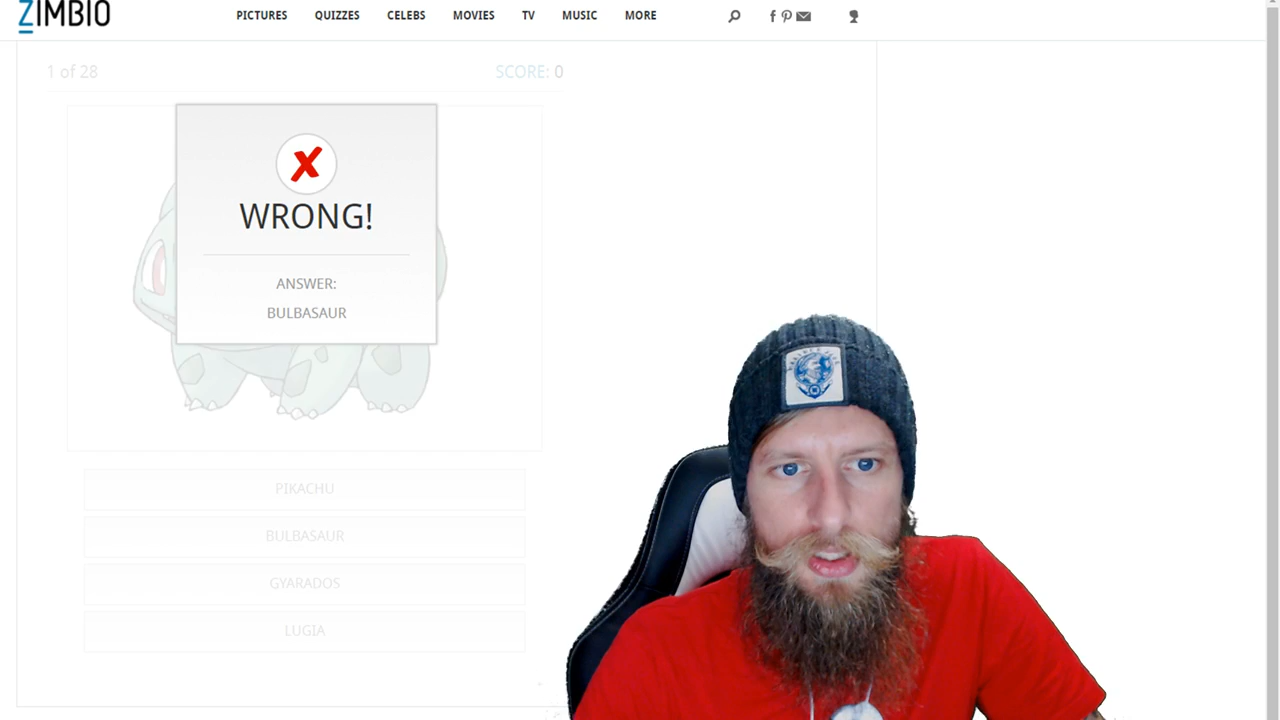 ZIMBIO
PICTURES QUIZZES CELEBS MOVIES TV MUSIC MORE
1 of 28
SCORE: 0
WRONG!
ANSWER:
BULBASAUR
PIKACHU
BULBASAUR
GYARADOS
LUGIA